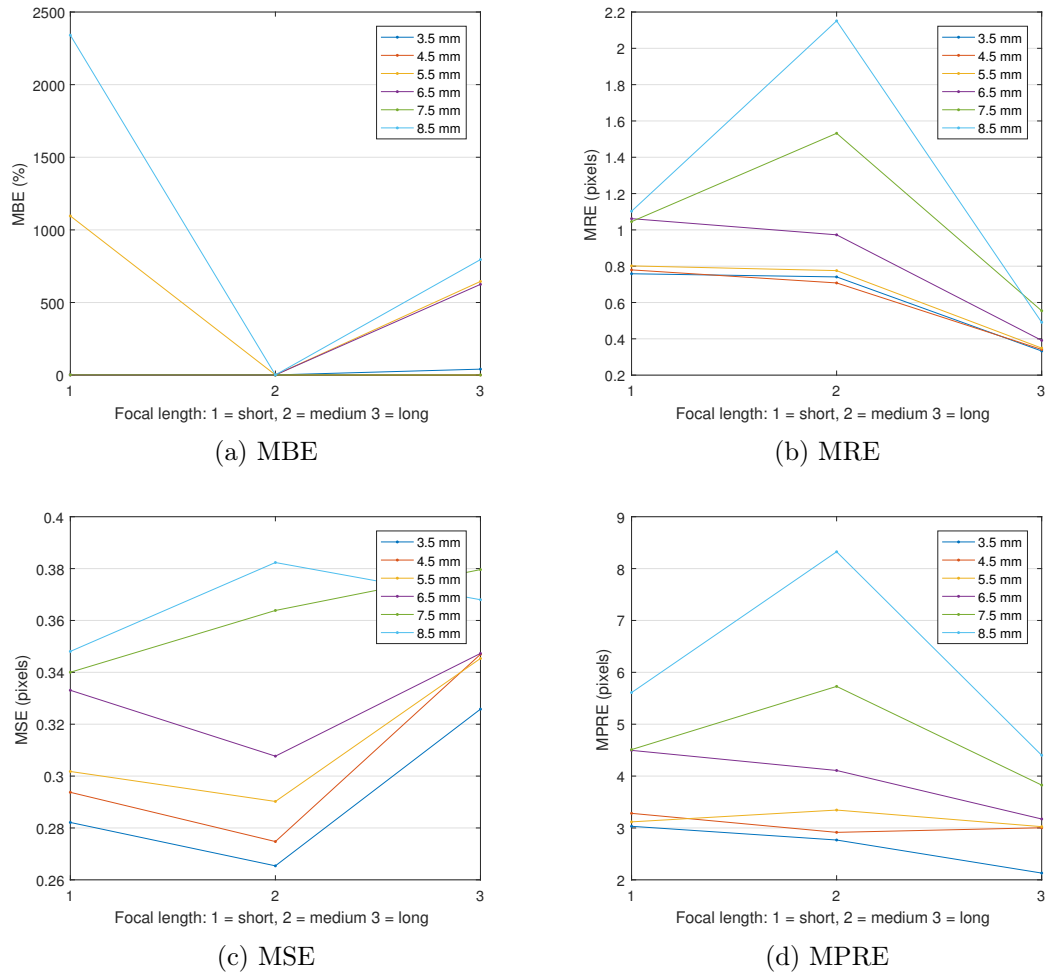 2500
2000
1500
1000
500
0
MBE (%)
3.5 mm
4.5 mm
5.5 mm
6.5 mm
7.5 mm
8.5 mm
1 2 3
Focal length: 1 = short, 2 = medium 3 = long
(a) MBE
2.2
2
1.8
1.6
1.4
1.2
1
0.8
0.6
0.4
0.2
MRE (pixels)
3.5 mm
4.5 mm
5.5 mm
6.5 mm
7.5 mm
8.5 mm
1 2 3
Focal length: 1 = short, 2 = medium 3 = long
(b) MRE
0.4
0.38
0.36
0.34
0.32
0.3
0.28
0.26
MSE (pixels)
3.5 mm
4.5 mm
5.5 mm
6.5 mm
7.5 mm
8.5 mm
1 2 3
Focal length: 1 = short, 2 = medium 3 = long
(c) MSE
9
8
7
6
5
4
3
2
MPRE (pixels)
3.5 mm
4.5 mm
5.5 mm
6.5 mm
7.5 mm
8.5 mm
1 2 3
Focal length: 1 = short, 2 = medium 3 = long
(d) MPRE